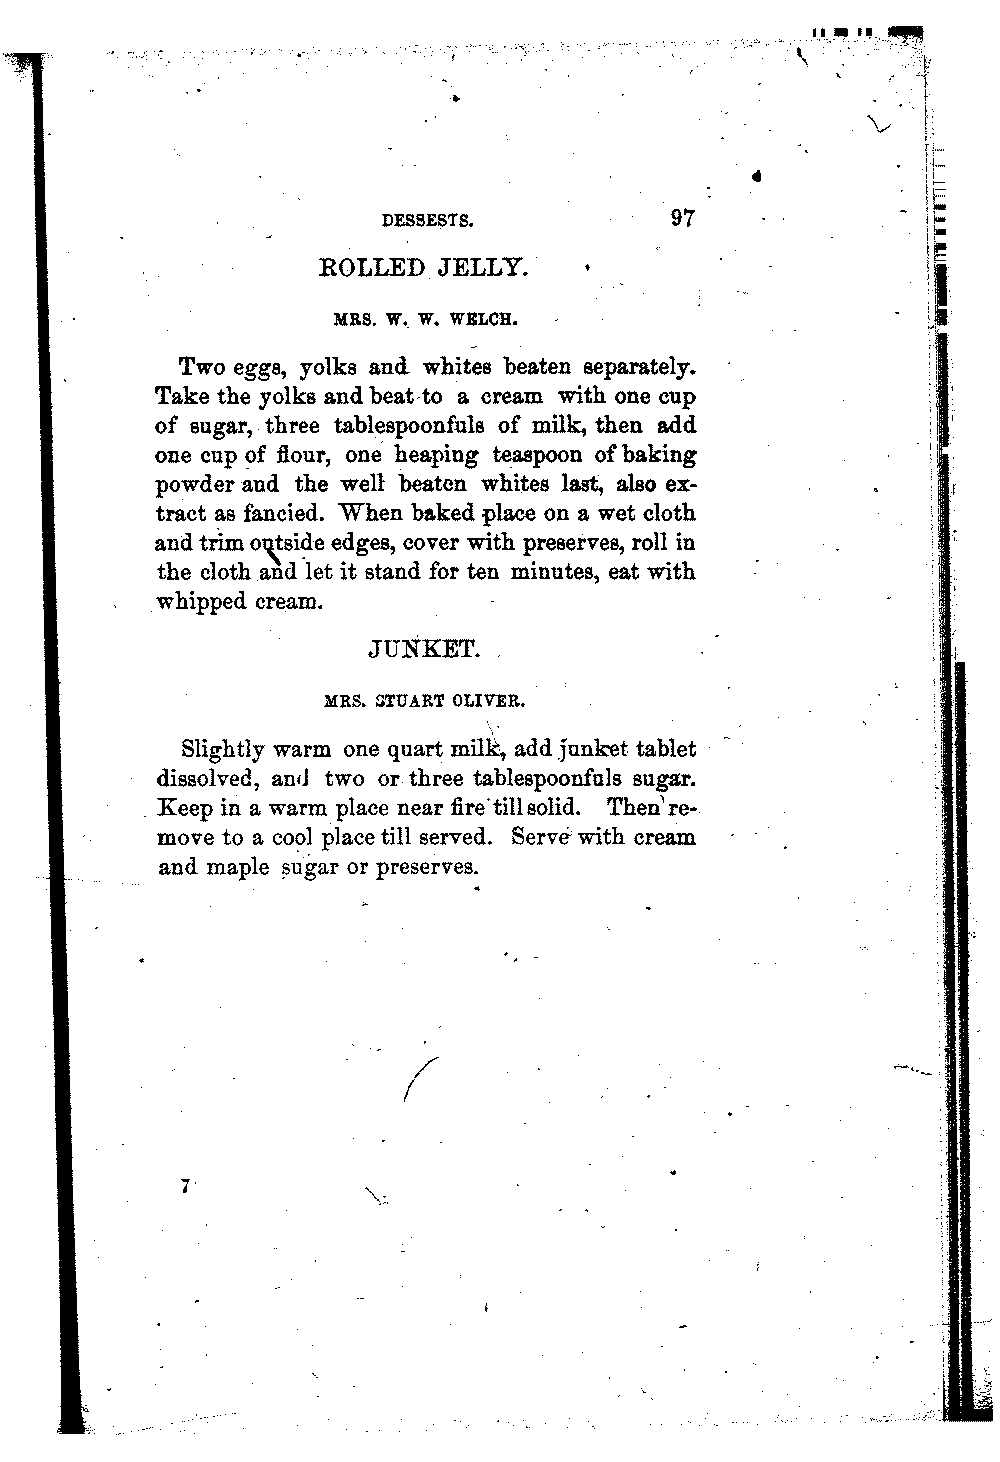 DESSESTS. 97
ROLLED JELLY.
MRS. W. W. WELCH.
Two eggs, yolks and whites beaten separately.
Take the yolks and beat to a cream with one cup
of sugar, three tablespoonfuls of milk, then add
one cup of flour, one heaping teaspoon of baking
powder and the well beaten whites last, also ex-
tract as fancied. When baked place on a wet cloth
and trim outside edges, cover with preserves, roll in
the cloth and let it stand for ten minutes, eat with
whipped cream.
JUNKET.
MRS. STUART OLIVER.
Slightly warm one quart milk, add junket tablet
dissolved, and two or three tablespoonfuls sugar.
Keep in a warm place near fire till solid. Then re-
move to a cool place till served. Serve with cream
and maple sugar or preserves.
7